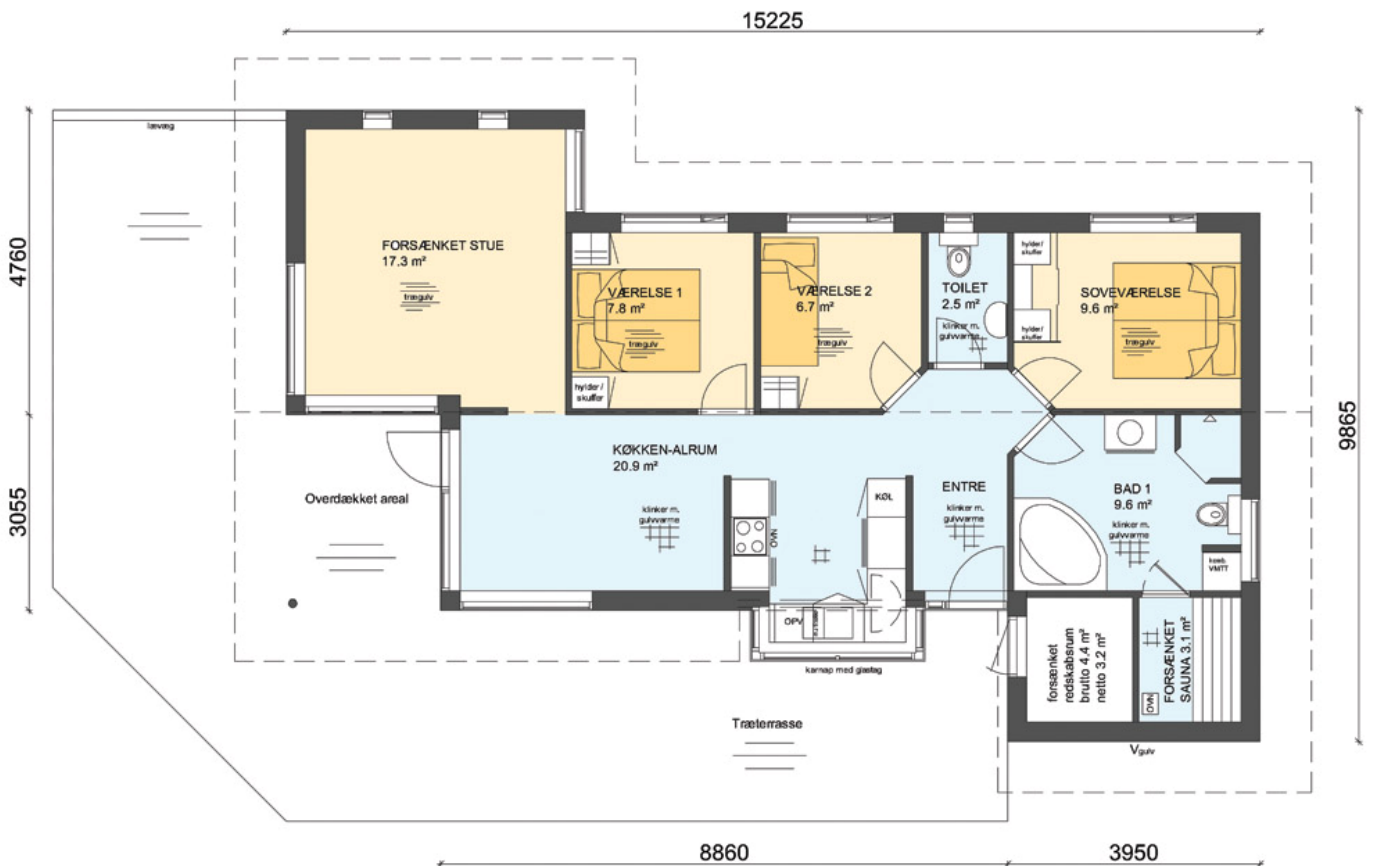 15225
lævæg
4760
3055
9865
FORSÆNKET STUE
17.3 m²
trægulv
VÆRELSE 1
7.8 m²
trægulv
hylder /
skuffer
VÆRELSE 2
6.7 m²
trægulv
TOILET
2.5 m²
klinker m.
gulvvarme
hylder/
skuffer
hylder/
skuffer
SOVEVÆRELSE
9.6 m²
trægulv
KØKKEN-ALRUM
20.9 m²
klinker m.
gulvvarme
Overdækket areal
OVN
KØL
OPV
ENTRE
klinker m.
gulvvarme
BAD 1
9.6 m²
klinker m.
gulvvarme
VMTT
karnap med glastag
forsænket
redskabsrum
brutto 4.4 m²
netto 3.2 m²
FORSÆNKET
SAUNA 3.1 m²
OVN
Træterrasse
Vgulv
8860
3950